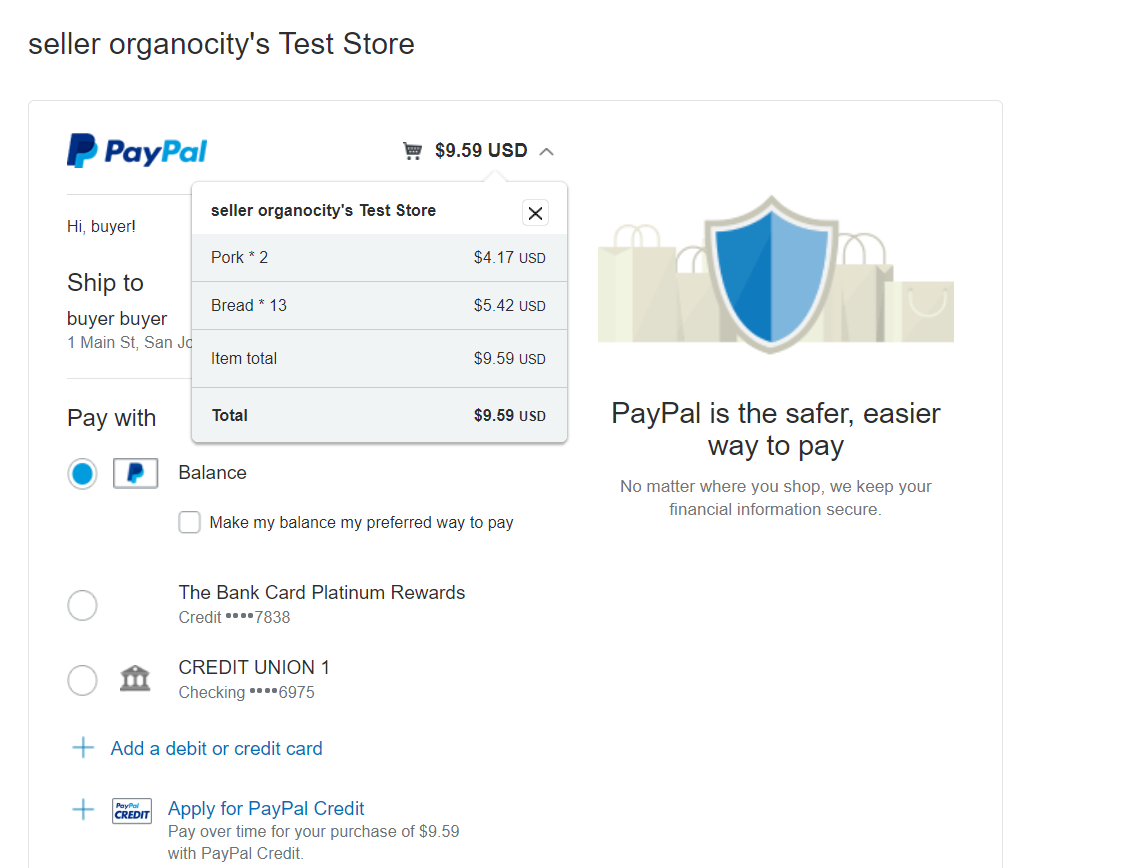 seller organocity's Test Store
PayPal
$9.59 USD
seller organocity's Test Store
Pork * 2 $4.17 USD
Bread * 13 $5.42 USD
Item total $9.59 USD
Total $9.59 USD
Hi, buyer!
Ship to
buyer buyer
1 Main St, San
Pay with
Balance
Make my balance my preferred way to pay
The Bank Card Platinum Rewards
Credit ••••7838
CREDIT UNION 1
Checking ••••6975
Add a debit or credit card
PayPal
CREDIT
Apply for PayPal Credit
Pay over time for your purchase of $9.59
with PayPal Credit.
PayPal is the safer, easier
way to pay
No matter where you shop, we keep your
financial information secure.